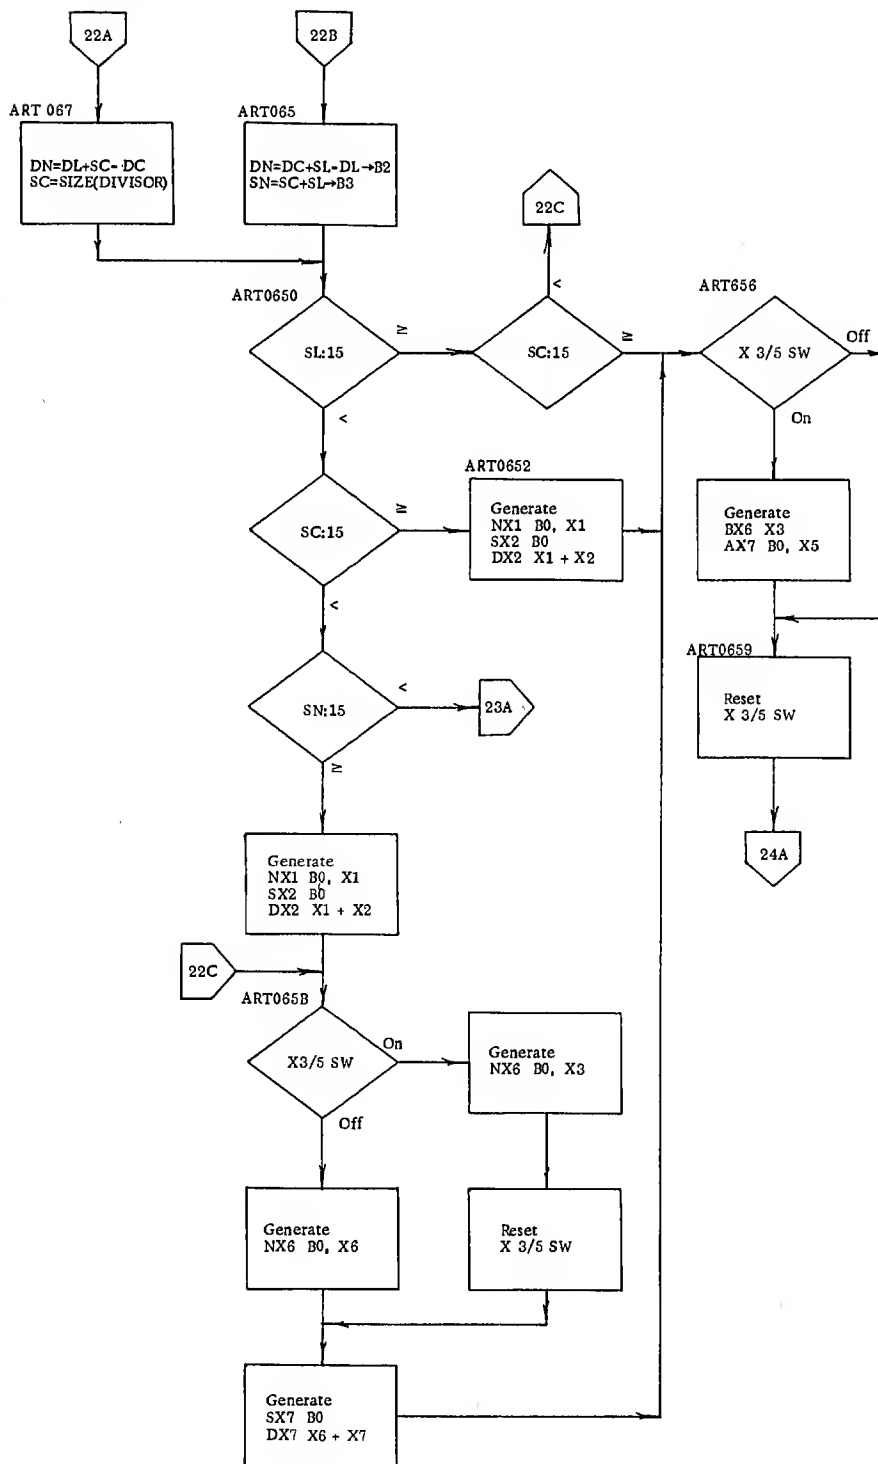 22A
22B
ART 067
ART065
DN=DL+SC- DC
SC=SIZE(DIVISOR)
DN=DC+SL-DL→B2
SN=SC+SL→B3
22C
<
ART0650
ART656
SL:15
≥
SC:15
≥
X 3/5 SW
Off
<
On
ART0652
SC:15
≥
Generate
NX1 B0, X1
SX2 B0
DX2 X1 + X2
Generate
BX6 X3
AX7 B0, X5
<
ART0659
SN:15
<
23A
Reset
X 3/5 SW
≥
24A
Generate
NX1 B0, X1
SX2 B0
DX2 X1 + X2
22C
ART065B
X3/5 SW
On
Generate
NX6 B0, X3
Off
Generate
NX6 B0, X6
Reset
X 3/5 SW
Generate
SX7 B0
DX7 X6 + X7